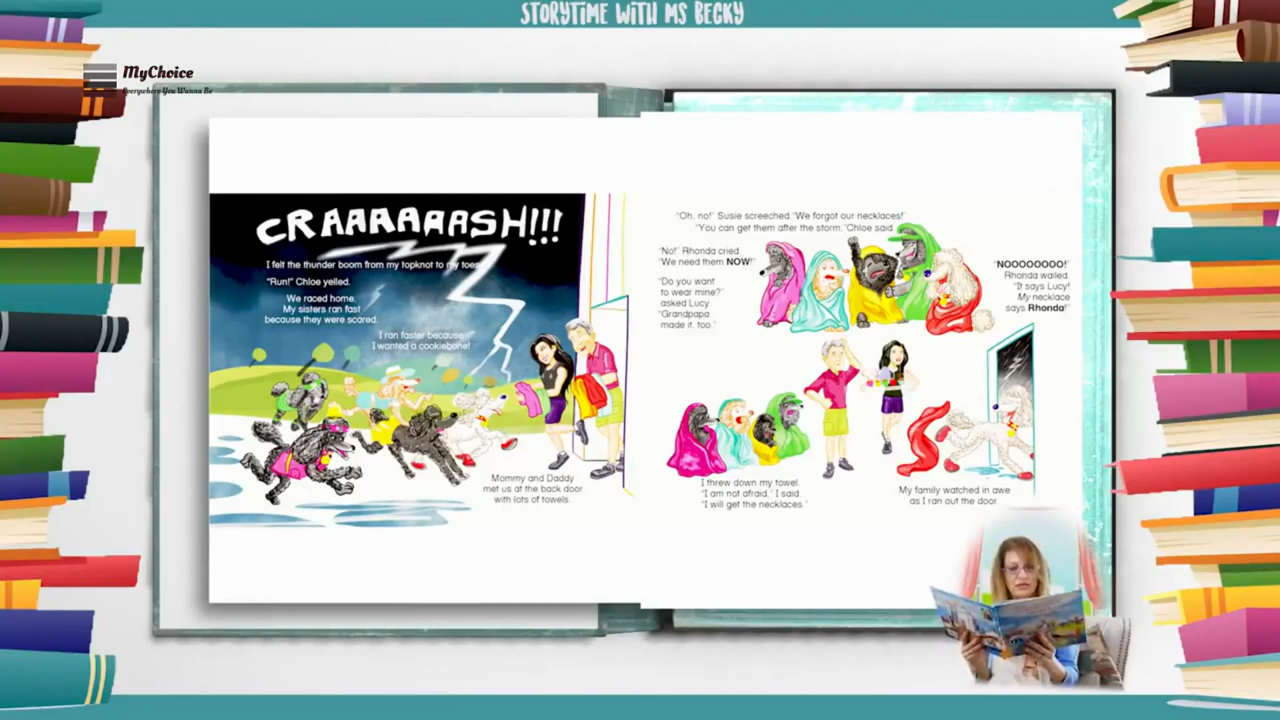 STORYTIME WITH MS BECKY
MyChoice
Everywhere You Wanna Be
CRAAAAAASH!!!
I felt the thunder boom from my topknot to my toes.
"Run!" Chloe yelled.
We raced home.
My sisters ran fast
because they were scared.
I ran faster because
I wanted a cookiebone!
Mommy and Daddy
met us at the back door
with lots of towels.
"Oh, no!" Susie screeched. "We forgot our necklaces!"
"You can get them after the storm." Chloe said.
"No!" Rhonda cried.
"We need them NOW!"
"Do you want
to wear mine?"
asked Lucy.
"Grandpapa
made it, too."
"NOOOOOOOO!"
Rhonda wailed.
"It says Lucy!
My necklace
says Rhonda!"
I threw down my towel.
"I am not afraid," I said.
"I will get the necklaces."
My family watched in awe
as I ran out the door.